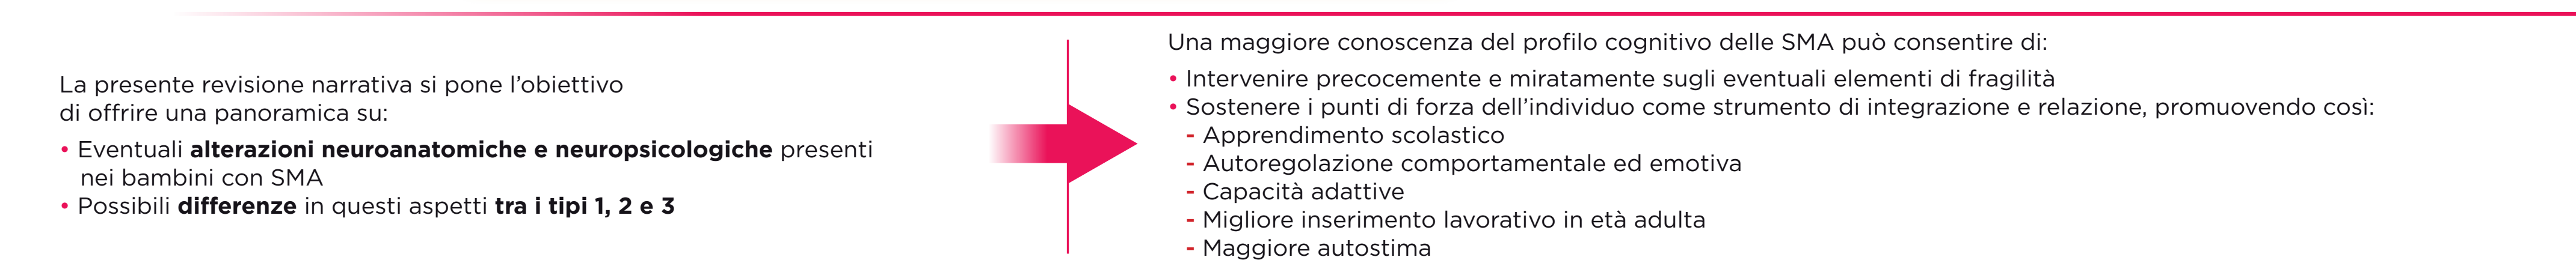 La presente revisione narrativa si pone l’obiettivo
di offrire una panoramica su:
• Eventuali alterazioni neuroanatomiche e neuropsicologiche presenti
nei bambini con SMA
• Possibili differenze in questi aspetti tra i tipi 1, 2 e 3
Una maggiore conoscenza del profilo cognitivo delle SMA può consentire di:
• Intervenire precocemente e miratamente sugli eventuali elementi di fragilità
• Sostenere i punti di forza dell’individuo come strumento di integrazione e relazione, promuovendo così:
- Apprendimento scolastico
- Autoregolazione comportamentale ed emotiva
- Capacità adattive
- Migliore inserimento lavorativo in età adulta
- Maggiore autostima